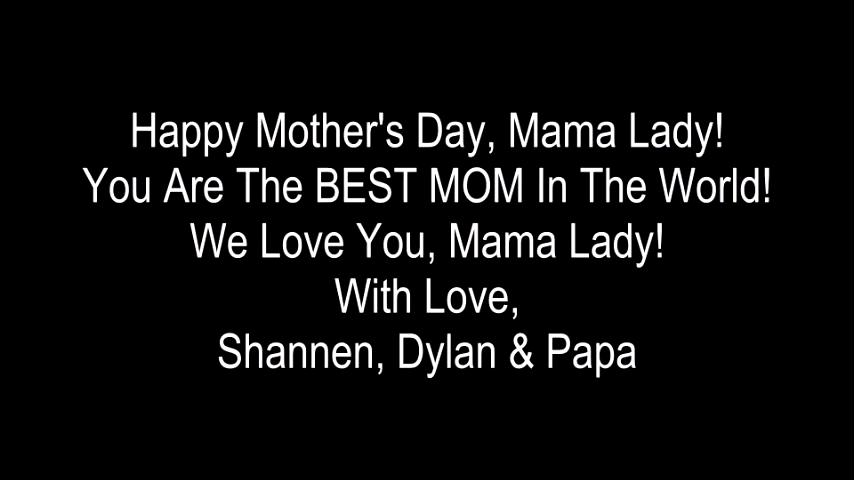 Happy Mother's Day, Mama Lady!
You Are The BEST MOM In The World!
We Love You, Mama Lady!
With Love,
Shannen, Dylan & Papa